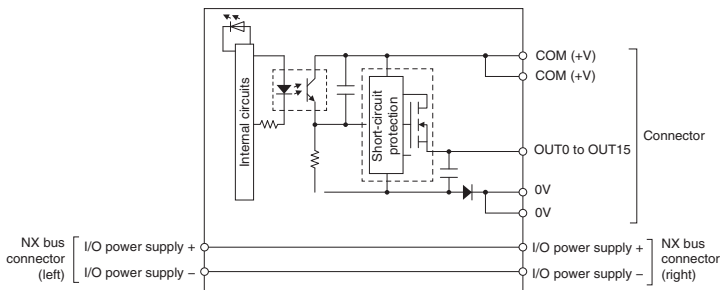 Internal circuits
Short-circuit
protection
COM (+V)
COM (+V)
OUT0 to OUT15
0V
0V
Connector
NX bus
connector
(left)
I/O power supply +
I/O power supply −
I/O power supply +
I/O power supply −
NX bus
connector
(right)